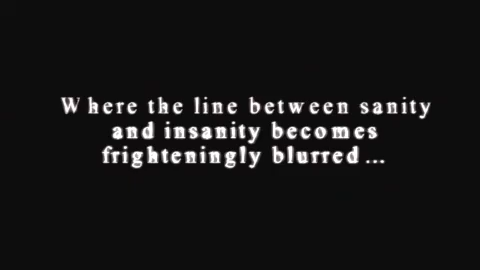 Where the line between sanity
and insanity becomes
frighteningly blurred...